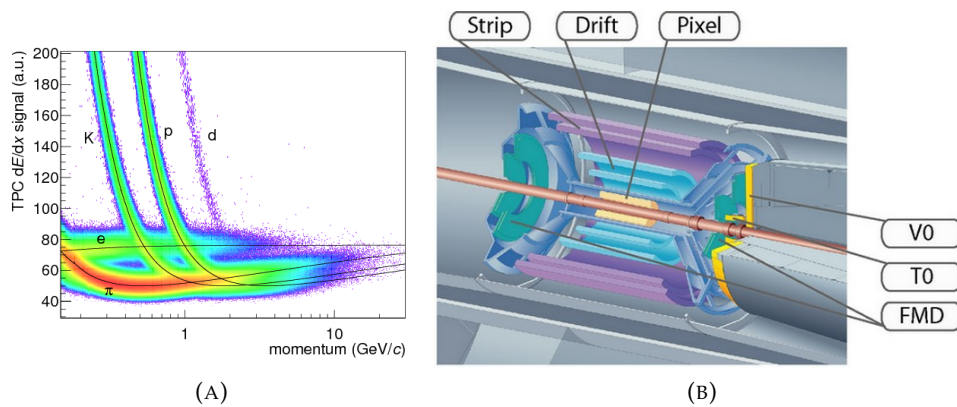 TPC dE/dx signal (a.u.)
200
180
160
140
120
100
80
60
40
K
p
d
e
π
1
10
momentum (GeV/c)
(A)
Strip
Drift
Pixel
V0
T0
FMD
(B)